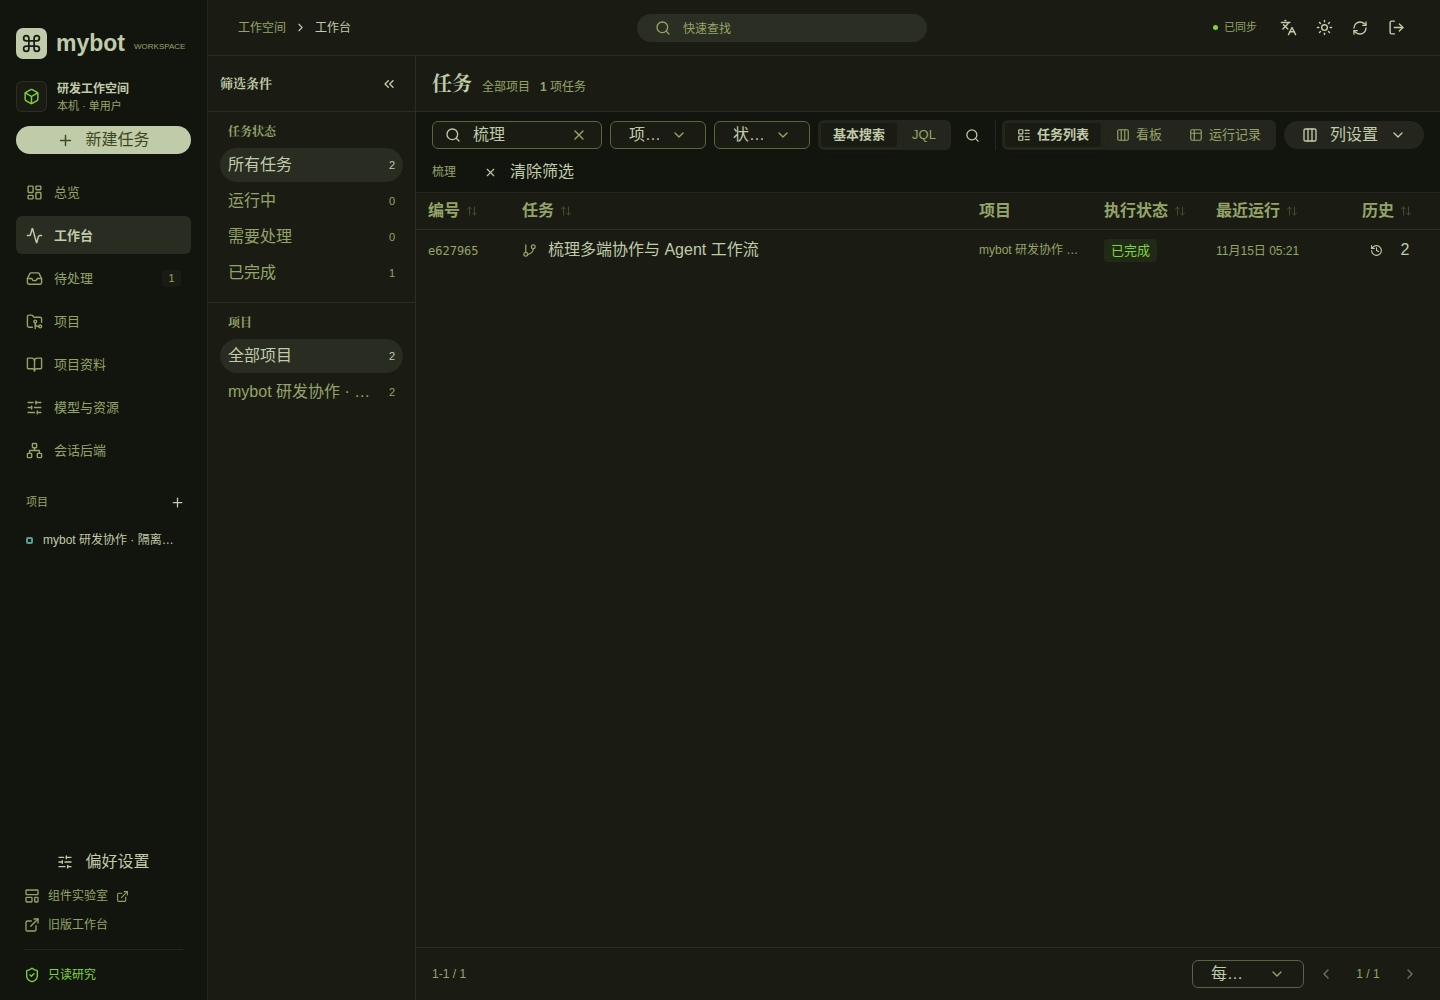 mybot WORKSPACE
研发工作空间
本机 · 单用户
新建任务
总览
工作台
待处理 1
项目
项目资料
模型与资源
会话后端
项目
mybot 研发协作 · 隔离…
偏好设置
组件实验室
旧版工作台
只读研究
工作空间 工作台
快速查找
已同步
筛选条件
任务状态
所有任务 2
运行中 0
需要处理 0
已完成 1
项目
全部项目 2
mybot 研发协作 · … 2
任务 全部项目 1 项任务
梳理 项… 状… 基本搜索 JQL 任务列表 看板 运行记录 列设置
梳理 清除筛选
编号 任务 项目 执行状态 最近运行 历史
e627965 梳理多端协作与 Agent 工作流 mybot 研发协作 … 已完成 11月15日 05:21 2
1-1 / 1 每… 1 / 1